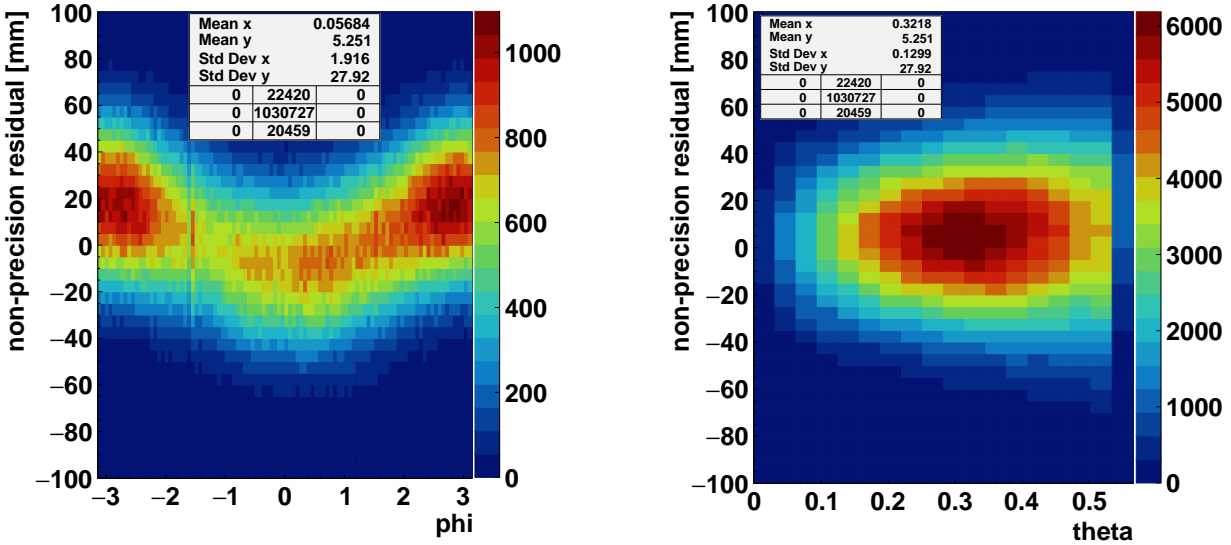 non-precision residual [mm]
100
80
60
40
20
0
−20
−40
−60
−80
−100
Mean x 0.05684
Mean y 5.251
Std Dev x 1.916
Std Dev y 27.92
0 22420 0
0 1030727 0
0 20459 0
1000
800
600
400
200
0
−3 −2 −1 0 1 2 3
phi
non-precision residual [mm]
100
80
60
40
20
0
−20
−40
−60
−80
−100
Mean x 0.3218
Mean y 5.251
Std Dev x 0.1299
Std Dev y 27.92
0 22420 0
0 1030727 0
0 20459 0
6000
5000
4000
3000
2000
1000
0
0 0.1 0.2 0.3 0.4 0.5
theta